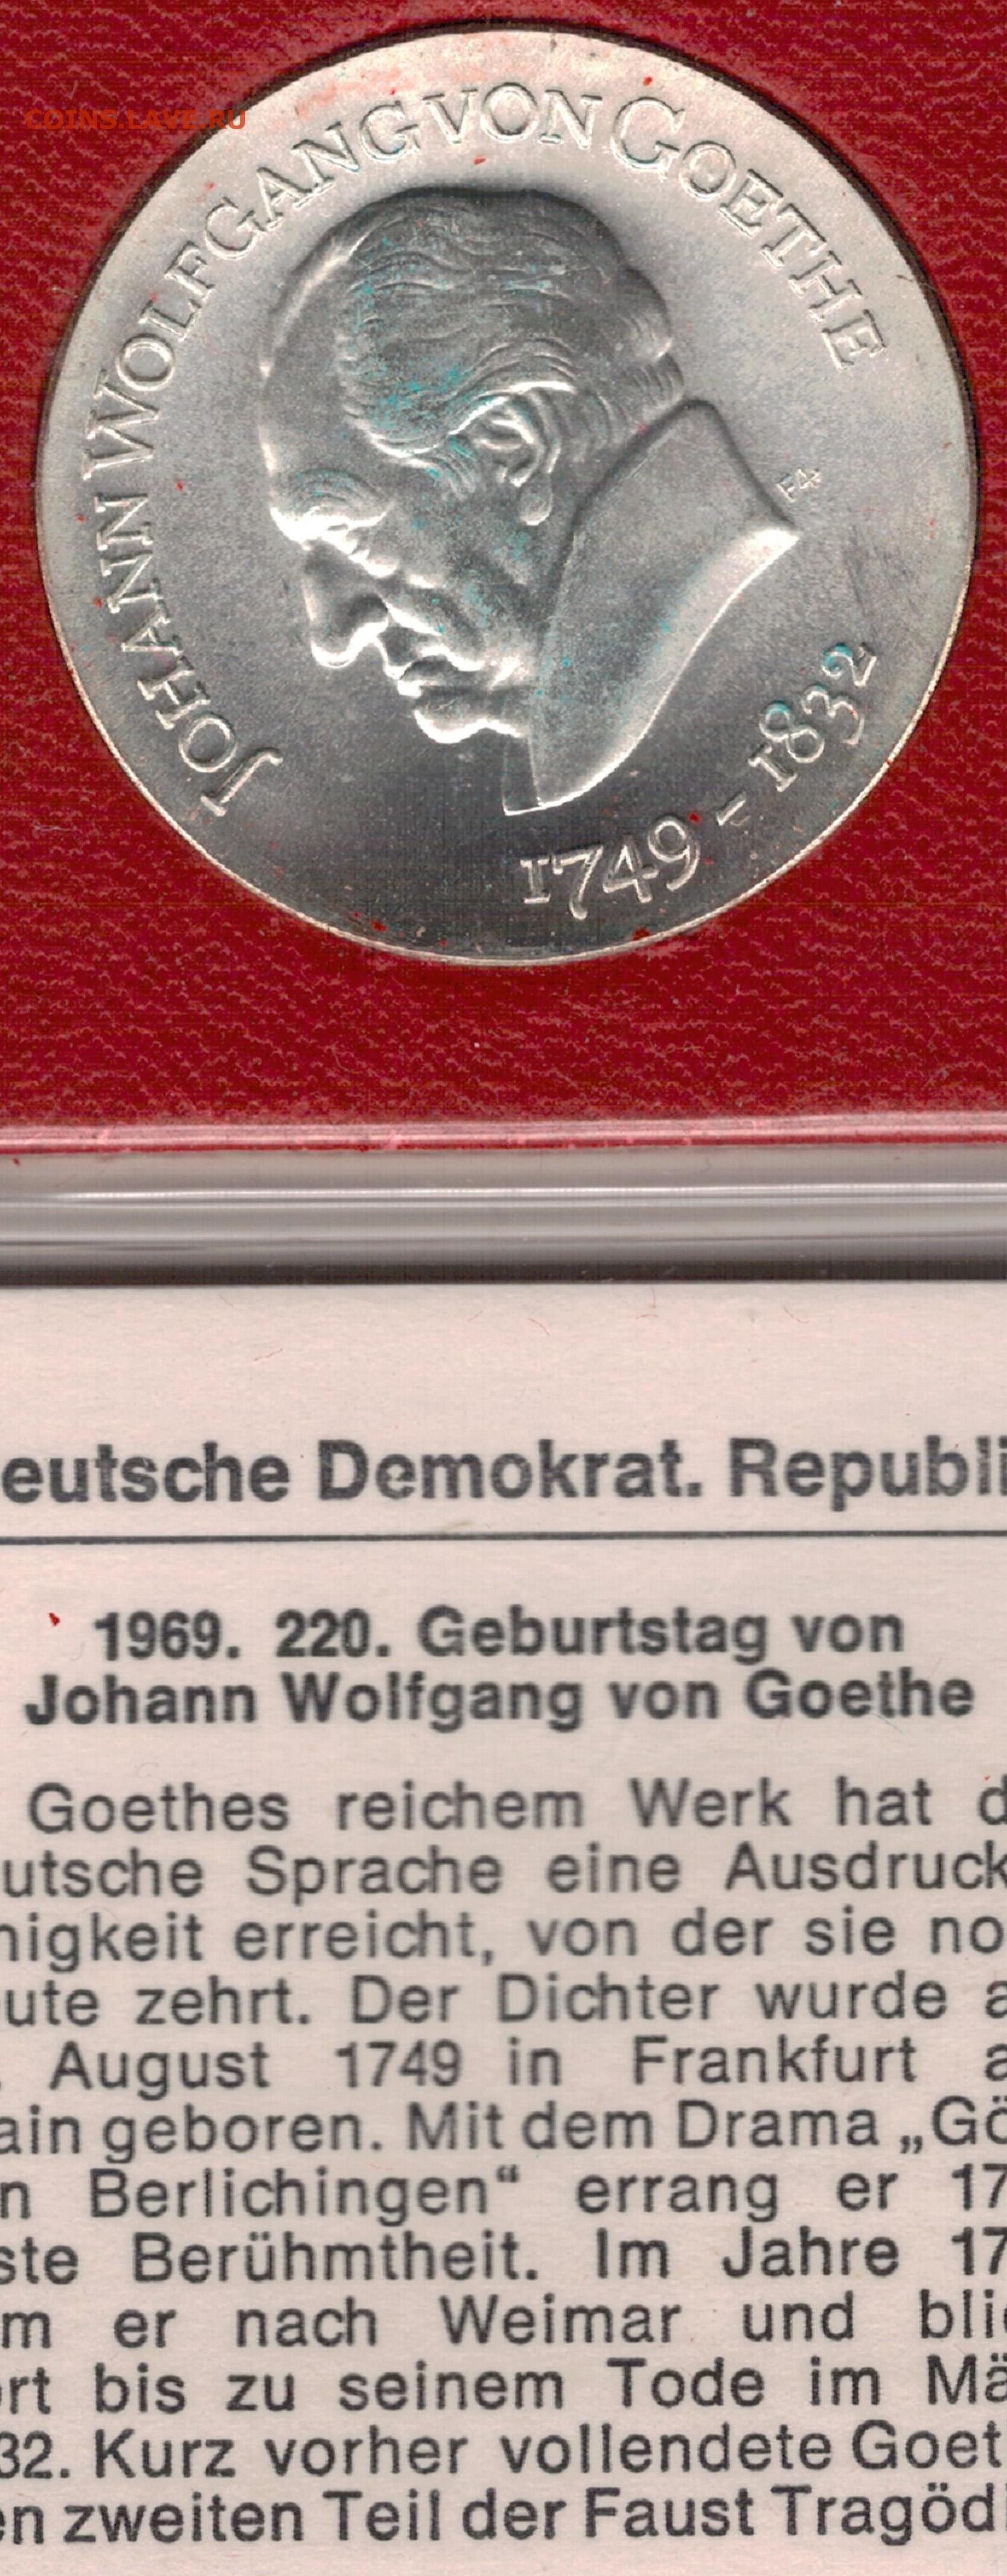 COINS.LAVE.RU
JOHANN WOLFGANG VON GOETHE
1749 - 1832
eutsche Demokrat. Republi
1969. 220. Geburtstag von
Johann Wolfgang von Goethe
Goethes reichem Werk hat d
utsche Sprache eine Ausdruck
higkeit erreicht, von der sie no
ute zehrt. Der Dichter wurde a
. August 1749 in Frankfurt a
ain geboren. Mit dem Drama „Gö
n Berlichingen“ errang er 17
ste Berühmtheit. Im Jahre 17
m er nach Weimar und blie
ort bis zu seinem Tode im Mä
32. Kurz vorher vollendete Goet
en zweiten Teil der Faust Tragödi